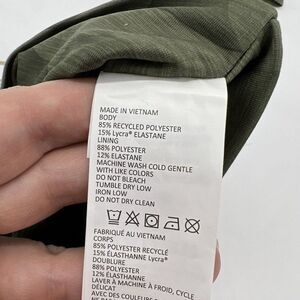 MADE IN VIETNAM
BODY
85% RECYCLED POLYESTER
15% Lycra® ELASTANE
LINING
88% POLYESTER
12% ELASTANE
MACHINE WASH COLD GENTLE
WITH LIKE COLORS
DO NOT BLEACH
TUMBLE DRY LOW
IRON LOW
DO NOT DRY CLEAN
FABRIQUÉ AU VIETNAM
CORPS
85% POLYESTER RECYCLÉ
15% ÉLASTHANNE Lycra®
DOUBLURE
88% POLYESTER
12% ÉLASTHANNE
LAVER À MACHINE À FROID, CYCLE
DÉLICAT
AVEC DES COULEURS